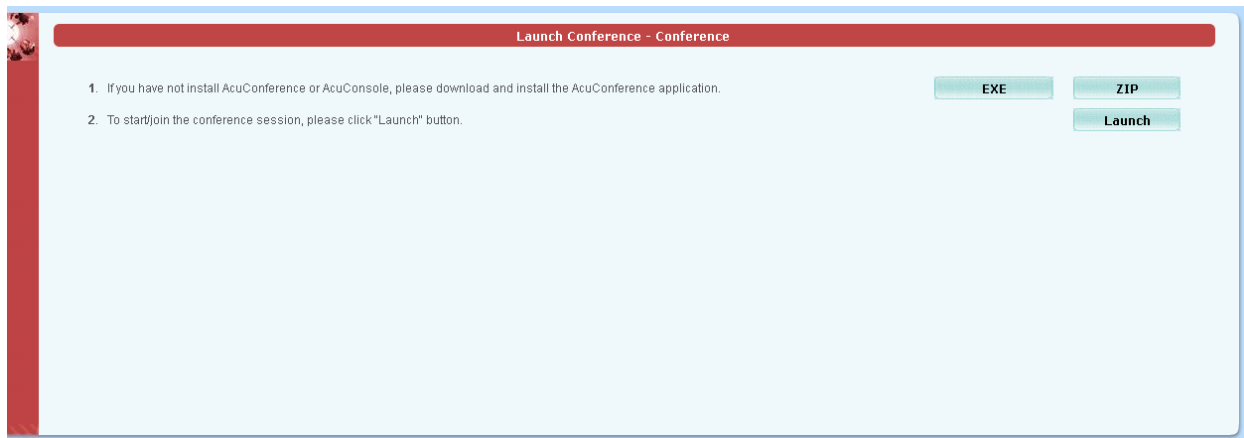 Launch Conference - Conference
1. If you have not install AcuConference or AcuConsole, please download and install the AcuConference application. EXE ZIP
2. To start/join the conference session, please click "Launch" button. Launch